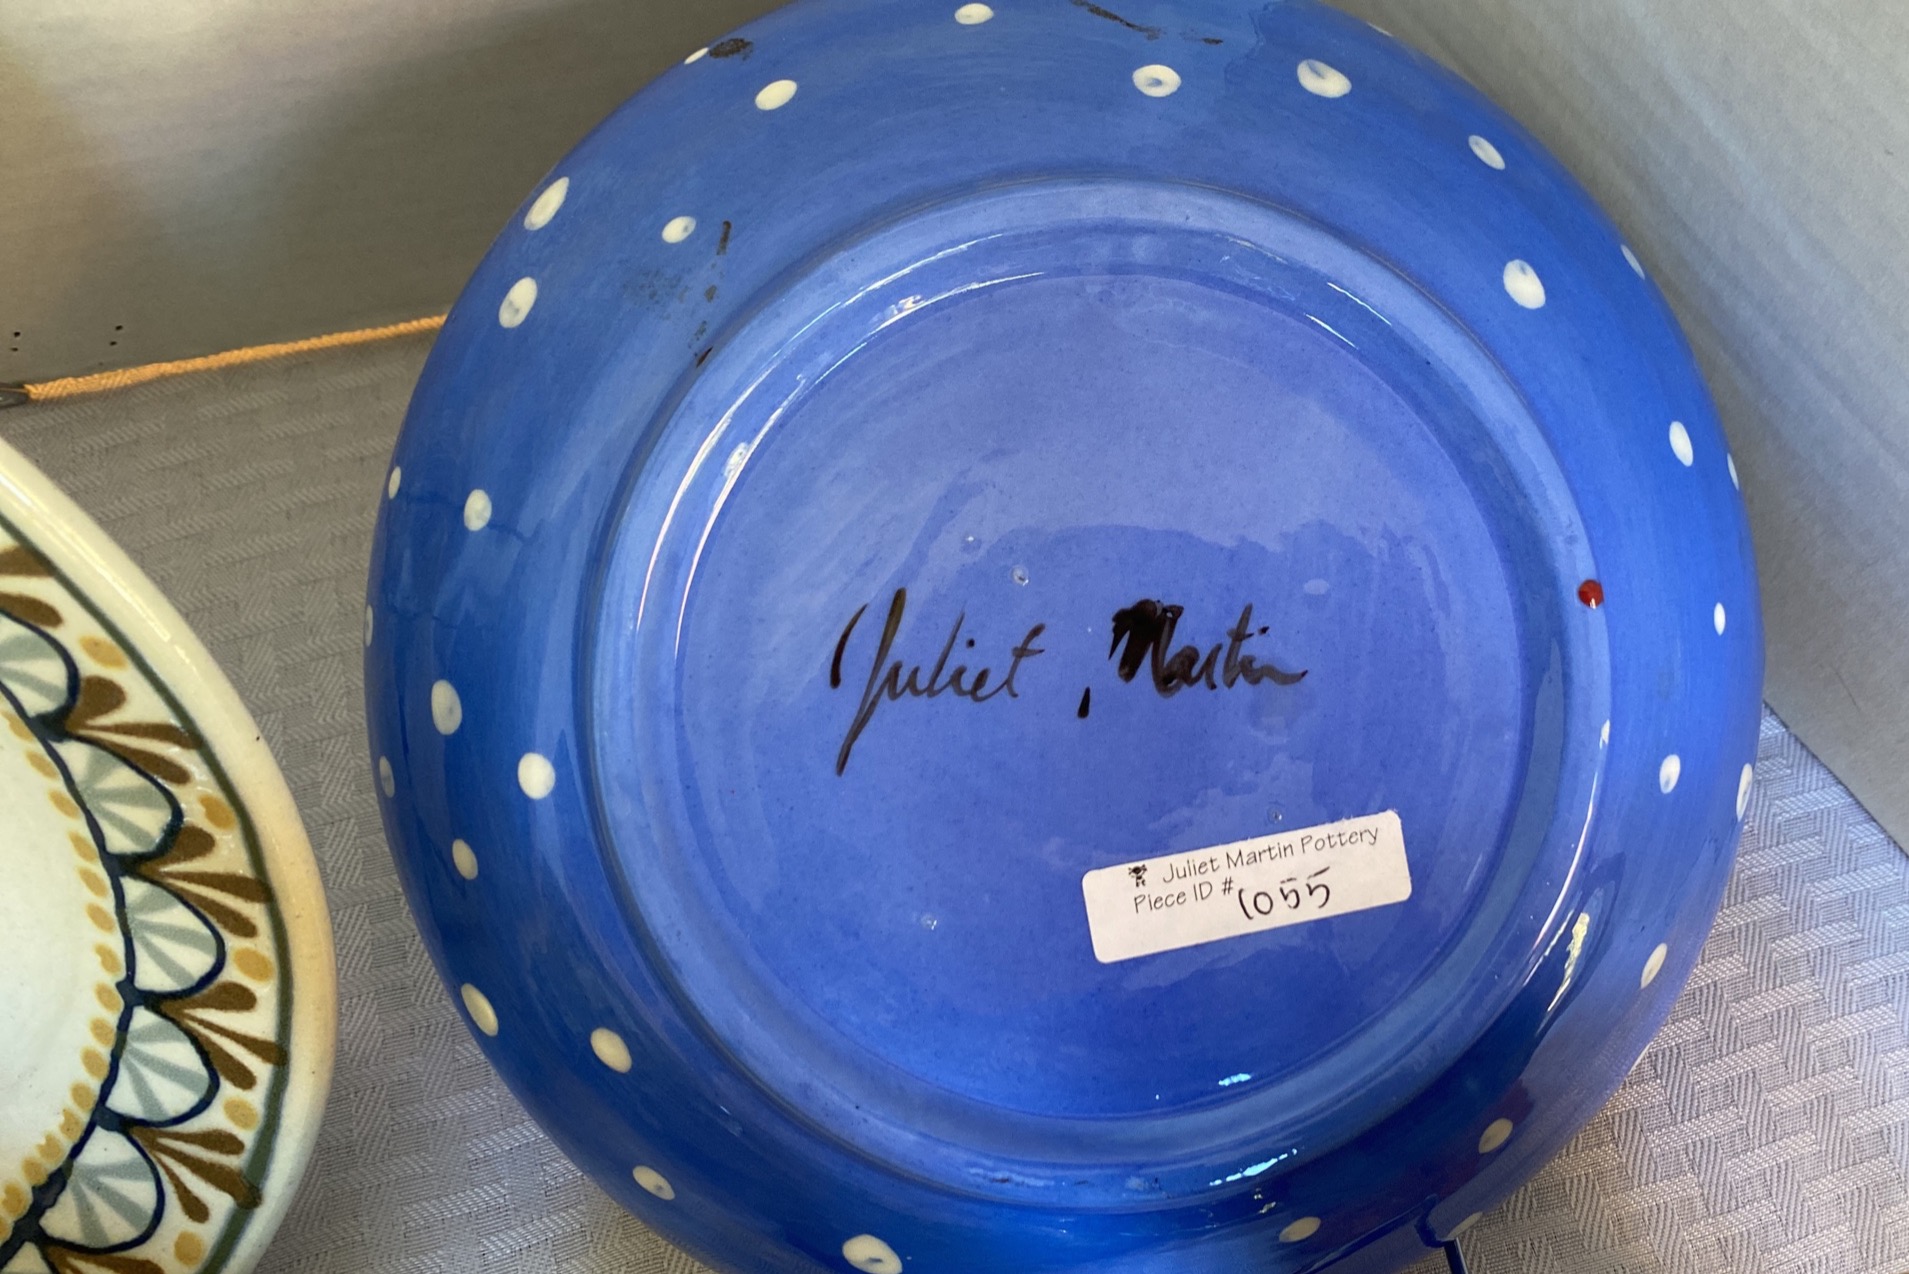 Juliet Martin
Juliet Martin Pottery
Piece ID # 1055